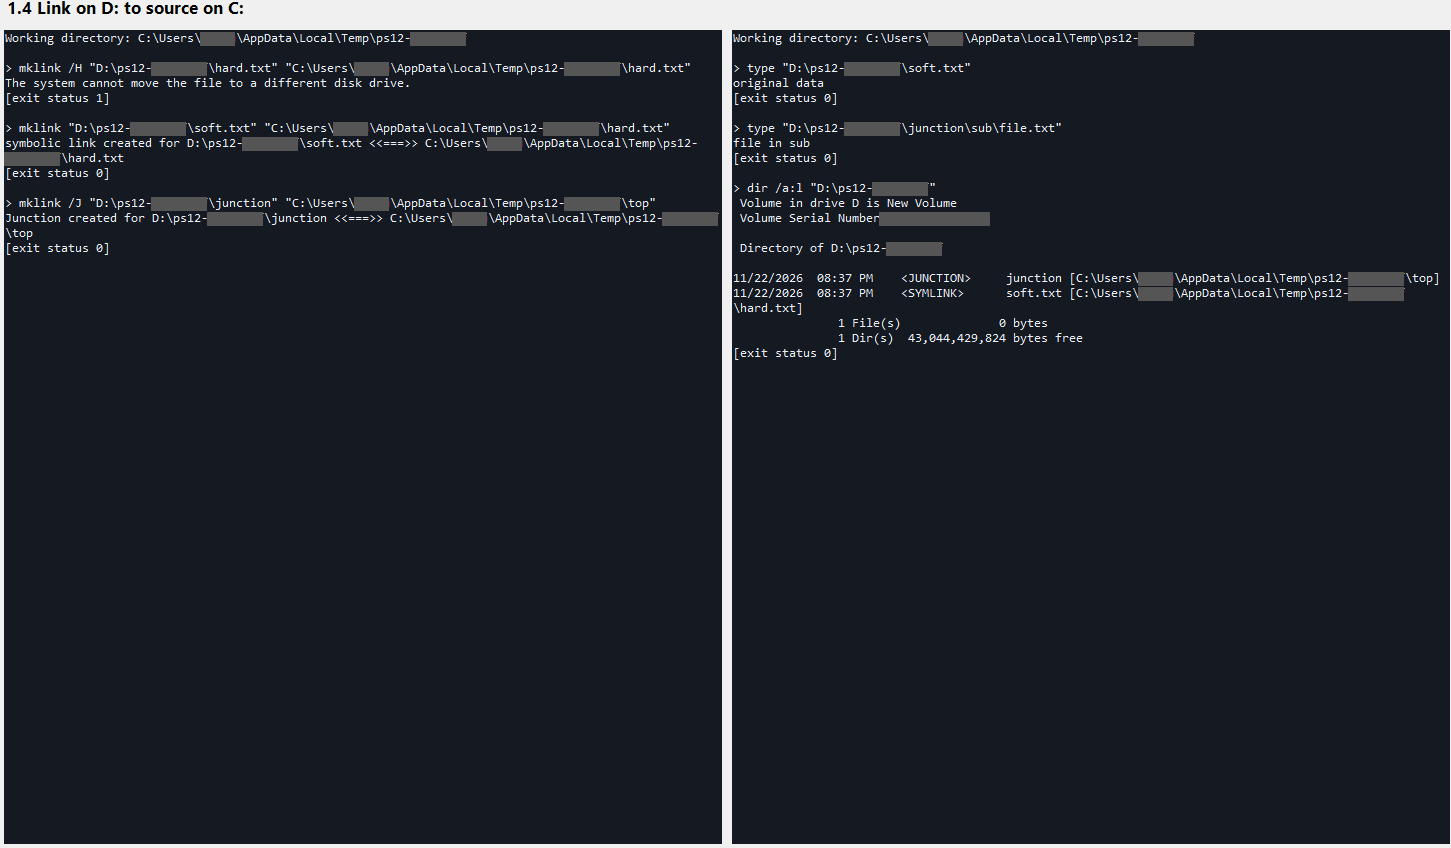 1.4 Link on D: to source on C:
Working directory: C:\Users\ \AppData\Local\Temp\ps12-
> mklink /H "D:\ps12- \hard.txt" "C:\Users\ \AppData\Local\Temp\ps12- \hard.txt"
The system cannot move the file to a different disk drive.
[exit status 1]
> mklink "D:\ps12- \soft.txt" "C:\Users\ \AppData\Local\Temp\ps12- \hard.txt"
symbolic link created for D:\ps12- \soft.txt <<===>> C:\Users\ \AppData\Local\Temp\ps12-
\hard.txt
[exit status 0]
> mklink /J "D:\ps12- \junction" "C:\Users\ \AppData\Local\Temp\ps12- \top"
Junction created for D:\ps12- \junction <<===>> C:\Users\ \AppData\Local\Temp\ps12-
\top
[exit status 0]
Working directory: C:\Users\ \AppData\Local\Temp\ps12-
> type "D:\ps12- \soft.txt"
original data
[exit status 0]
> type "D:\ps12- \junction\sub\file.txt"
file in sub
[exit status 0]
> dir /a:l "D:\ps12- "
Volume in drive D is New Volume
Volume Serial Number
Directory of D:\ps12-
11/22/2026 08:37 PM <JUNCTION> junction [C:\Users\ \AppData\Local\Temp\ps12- \top]
11/22/2026 08:37 PM <SYMLINK> soft.txt [C:\Users\ \AppData\Local\Temp\ps12-
\hard.txt]
1 File(s) 0 bytes
1 Dir(s) 43,044,429,824 bytes free
[exit status 0]